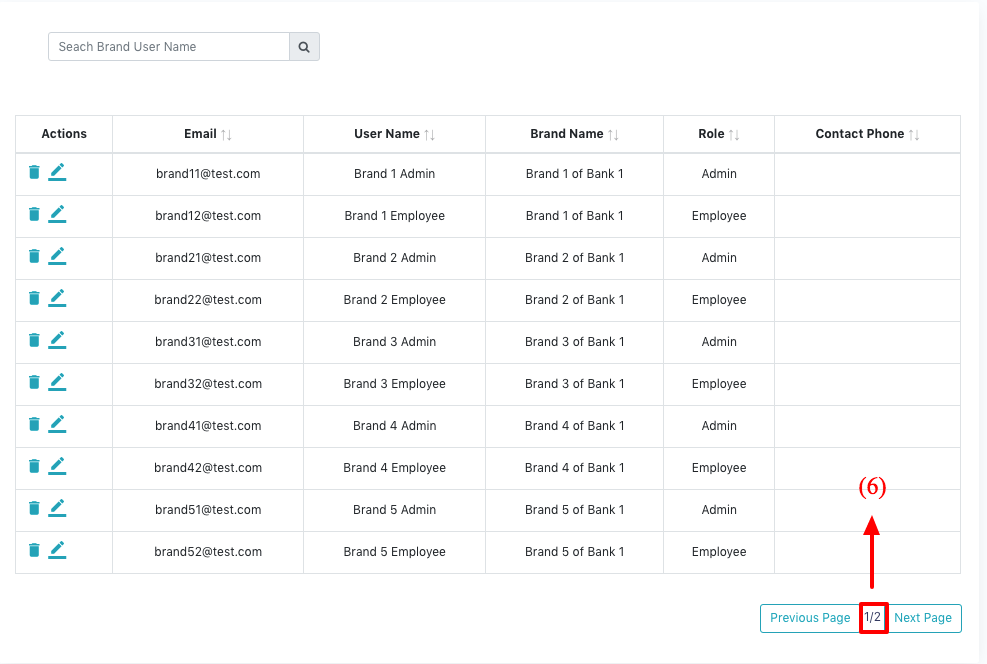 Seach Brand User Name
Actions Email User Name Brand Name Role Contact Phone
brand11@test.com Brand 1 Admin Brand 1 of Bank 1 Admin
brand12@test.com Brand 1 Employee Brand 1 of Bank 1 Employee
brand21@test.com Brand 2 Admin Brand 2 of Bank 1 Admin
brand22@test.com Brand 2 Employee Brand 2 of Bank 1 Employee
brand31@test.com Brand 3 Admin Brand 3 of Bank 1 Admin
brand32@test.com Brand 3 Employee Brand 3 of Bank 1 Employee
brand41@test.com Brand 4 Admin Brand 4 of Bank 1 Admin
brand42@test.com Brand 4 Employee Brand 4 of Bank 1 Employee
(6)
brand51@test.com Brand 5 Admin Brand 5 of Bank 1 Admin
brand52@test.com Brand 5 Employee Brand 5 of Bank 1 Employee
Previous Page 1/2 Next Page